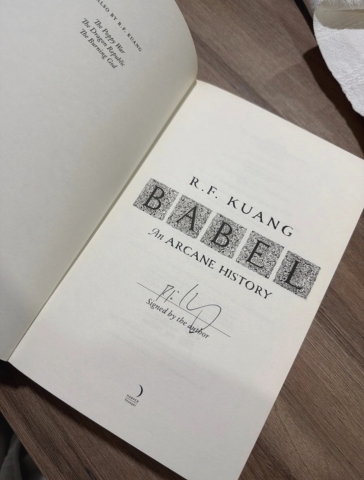 ALSO BY R.F. KUANG
The Poppy War
The Dragon Republic
The Burning God
R.F. KUANG
BABEL
An ARCANE HISTORY
Signed by the author